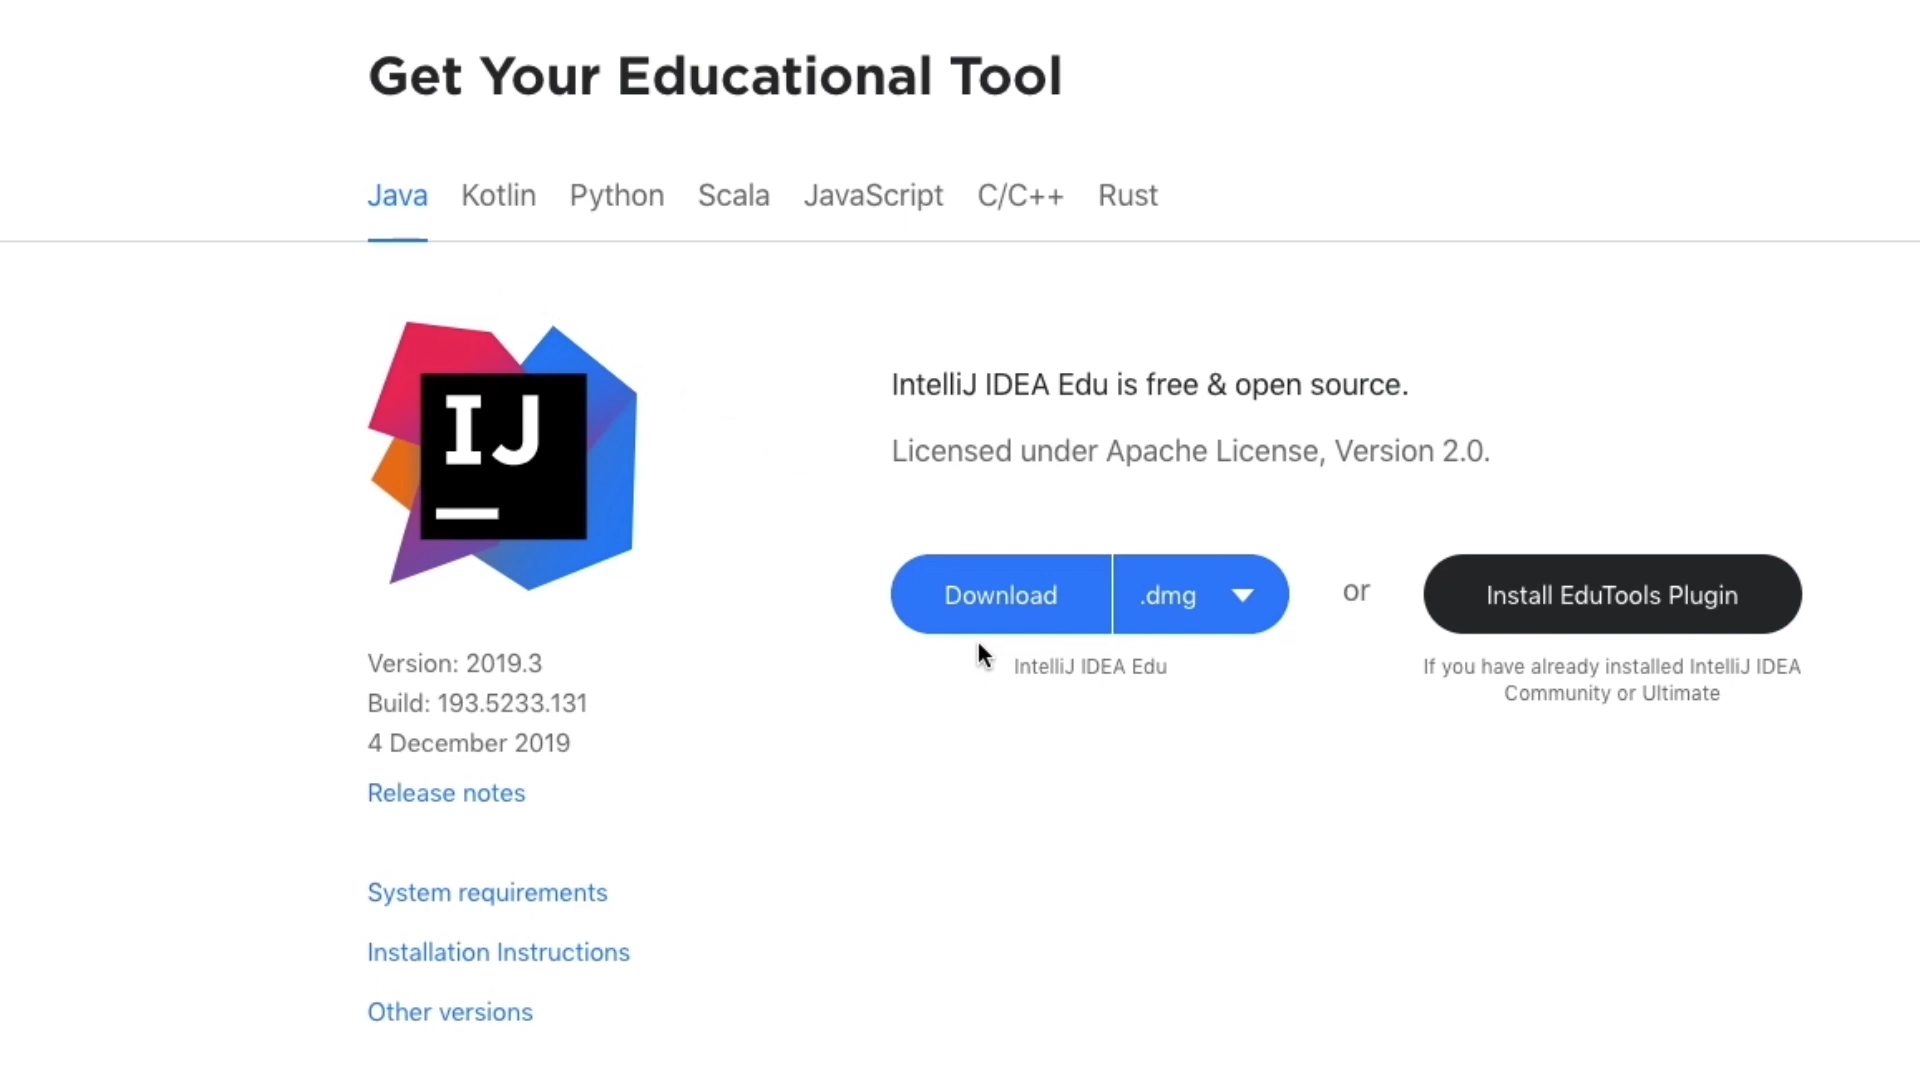 Get Your Educational Tool
Java Kotlin Python Scala JavaScript C/C++ Rust
IJ
IntelliJ IDEA Edu is free & open source.
Licensed under Apache License, Version 2.0.
Download .dmg or Install EduTools Plugin
IntelliJ IDEA Edu
If you have already installed IntelliJ IDEA
Community or Ultimate
Version: 2019.3
Build: 193.5233.131
4 December 2019
Release notes
System requirements
Installation Instructions
Other versions